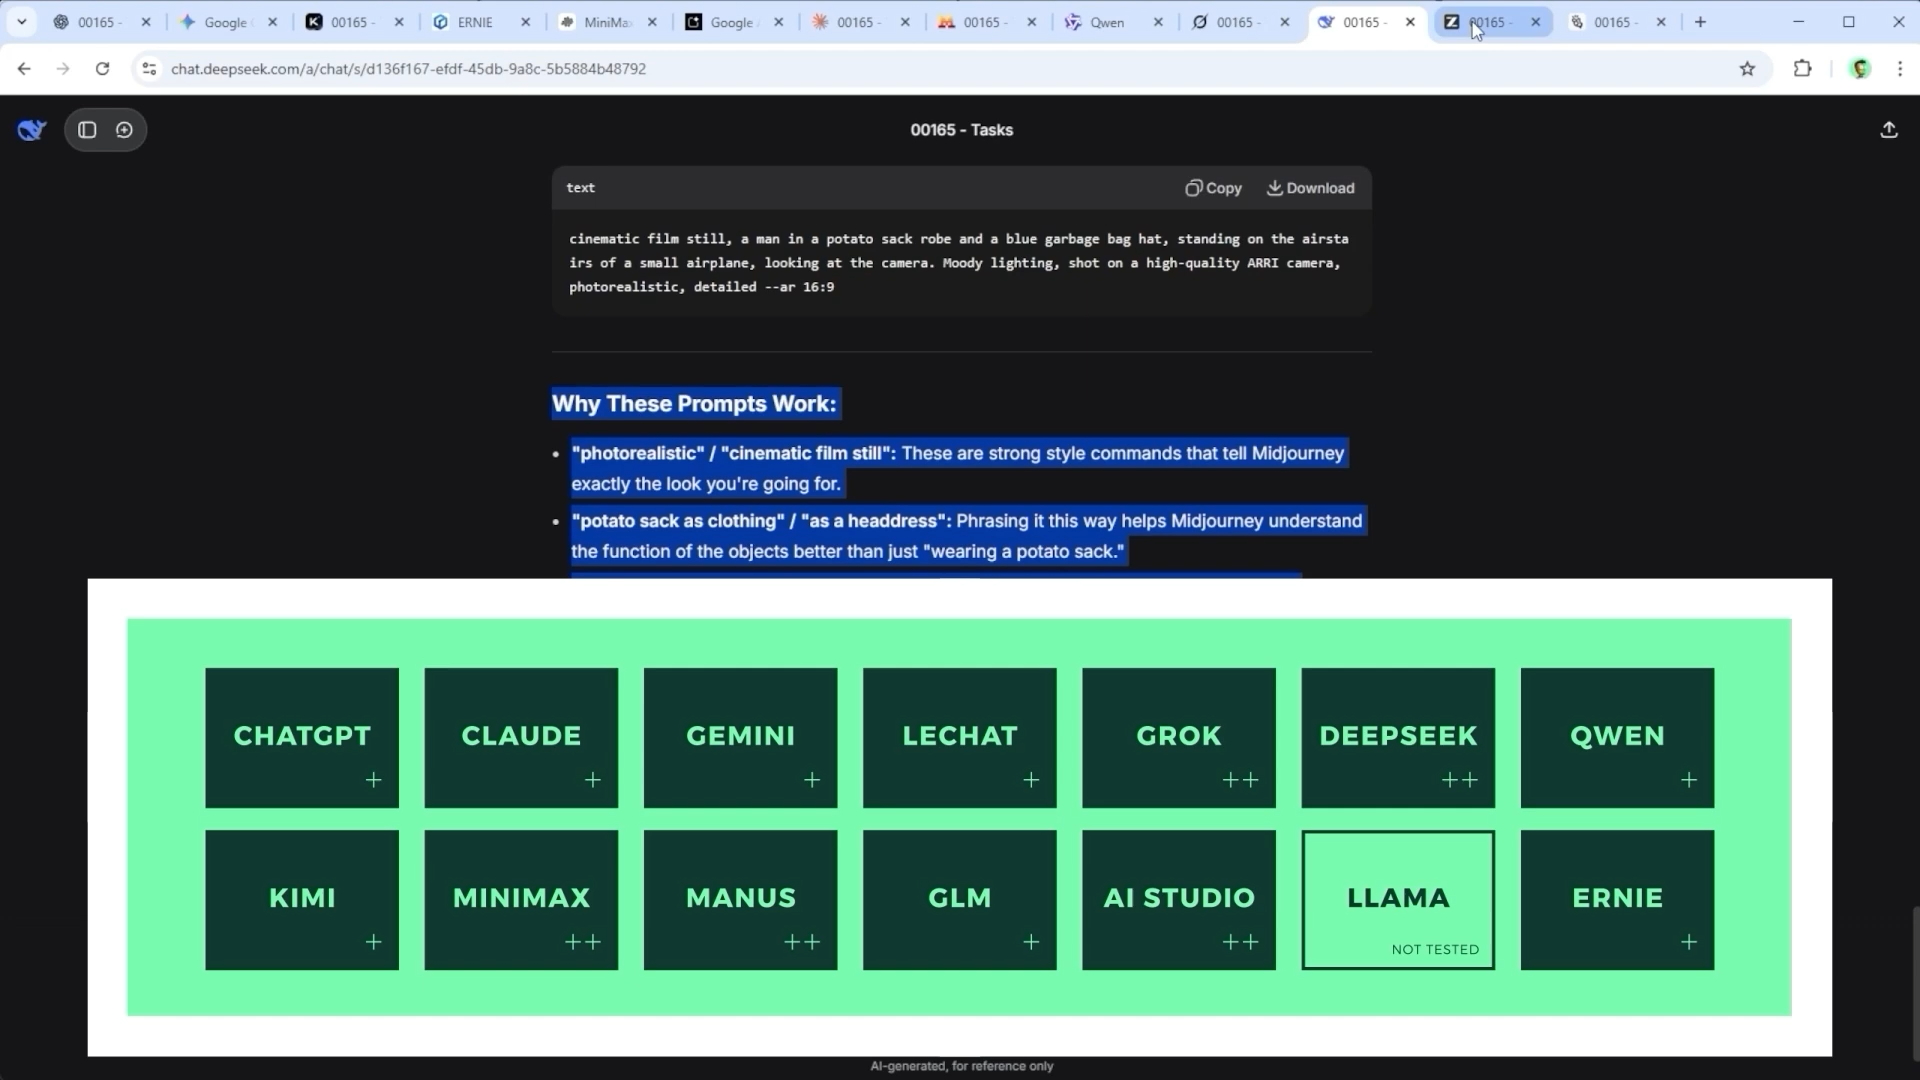 00165 -
Google
00165 -
ERNIE
MiniMa
Google
00165 -
00165 -
Qwen
00165 -
00165 -
00165 -
00165 -
chat.deepseek.com/a/chat/s/d136f167-efdf-45db-9a8c-5b5884b48792
00165 - Tasks
text
Copy
Download
cinematic film still, a man in a potato sack robe and a blue garbage bag hat, standing on the airsta
irs of a small airplane, looking at the camera. Moody lighting, shot on a high-quality ARRI camera,
photorealistic, detailed --ar 16:9
Why These Prompts Work:
• "photorealistic" / "cinematic film still": These are strong style commands that tell Midjourney
exactly the look you're going for.
• "potato sack as clothing" / "as a headdress": Phrasing it this way helps Midjourney understand
the function of the objects better than just "wearing a potato sack."
CHATGPT
+
CLAUDE
+
GEMINI
+
LECHAT
+
GROK
++
DEEPSEEK
++
QWEN
+
KIMI
+
MINIMAX
++
MANUS
++
GLM
+
AI STUDIO
++
LLAMA
NOT TESTED
ERNIE
+
AI-generated, for reference only